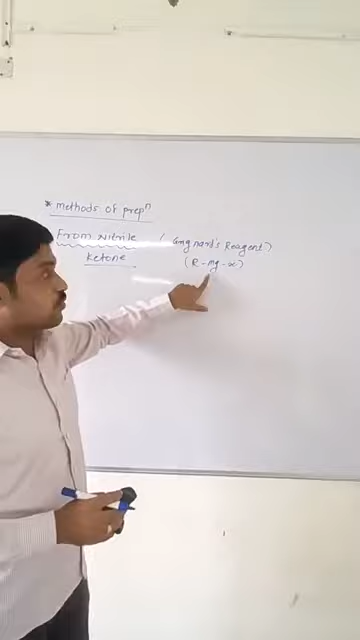 * methods of prepⁿ
From Nitrile ( Grignard's Reagent)
Ketone (R-mg-x)